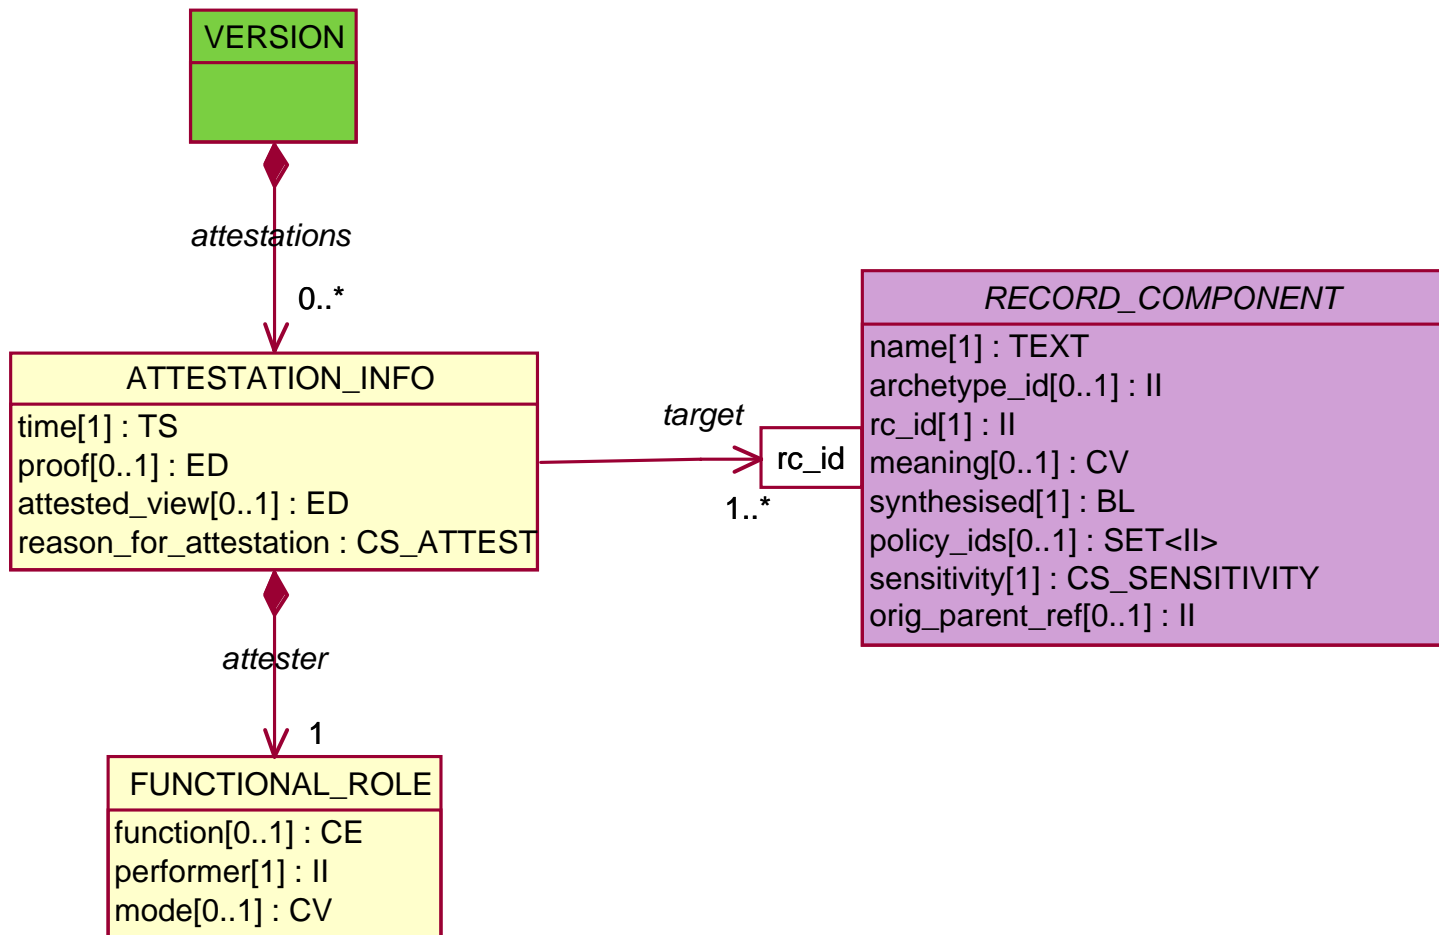 VERSION
attestations
0..*
ATTESTATION_INFO
time[1] : TS
proof[0..1] : ED
attested_view[0..1] : ED
reason_for_attestation : CS_ATTEST
target
rc_id
1..*
RECORD_COMPONENT
name[1] : TEXT
archetype_id[0..1] : II
rc_id[1] : II
meaning[0..1] : CV
synthesised[1] : BL
policy_ids[0..1] : SET<II>
sensitivity[1] : CS_SENSITIVITY
orig_parent_ref[0..1] : II
attester
1
FUNCTIONAL_ROLE
function[0..1] : CE
performer[1] : II
mode[0..1] : CV